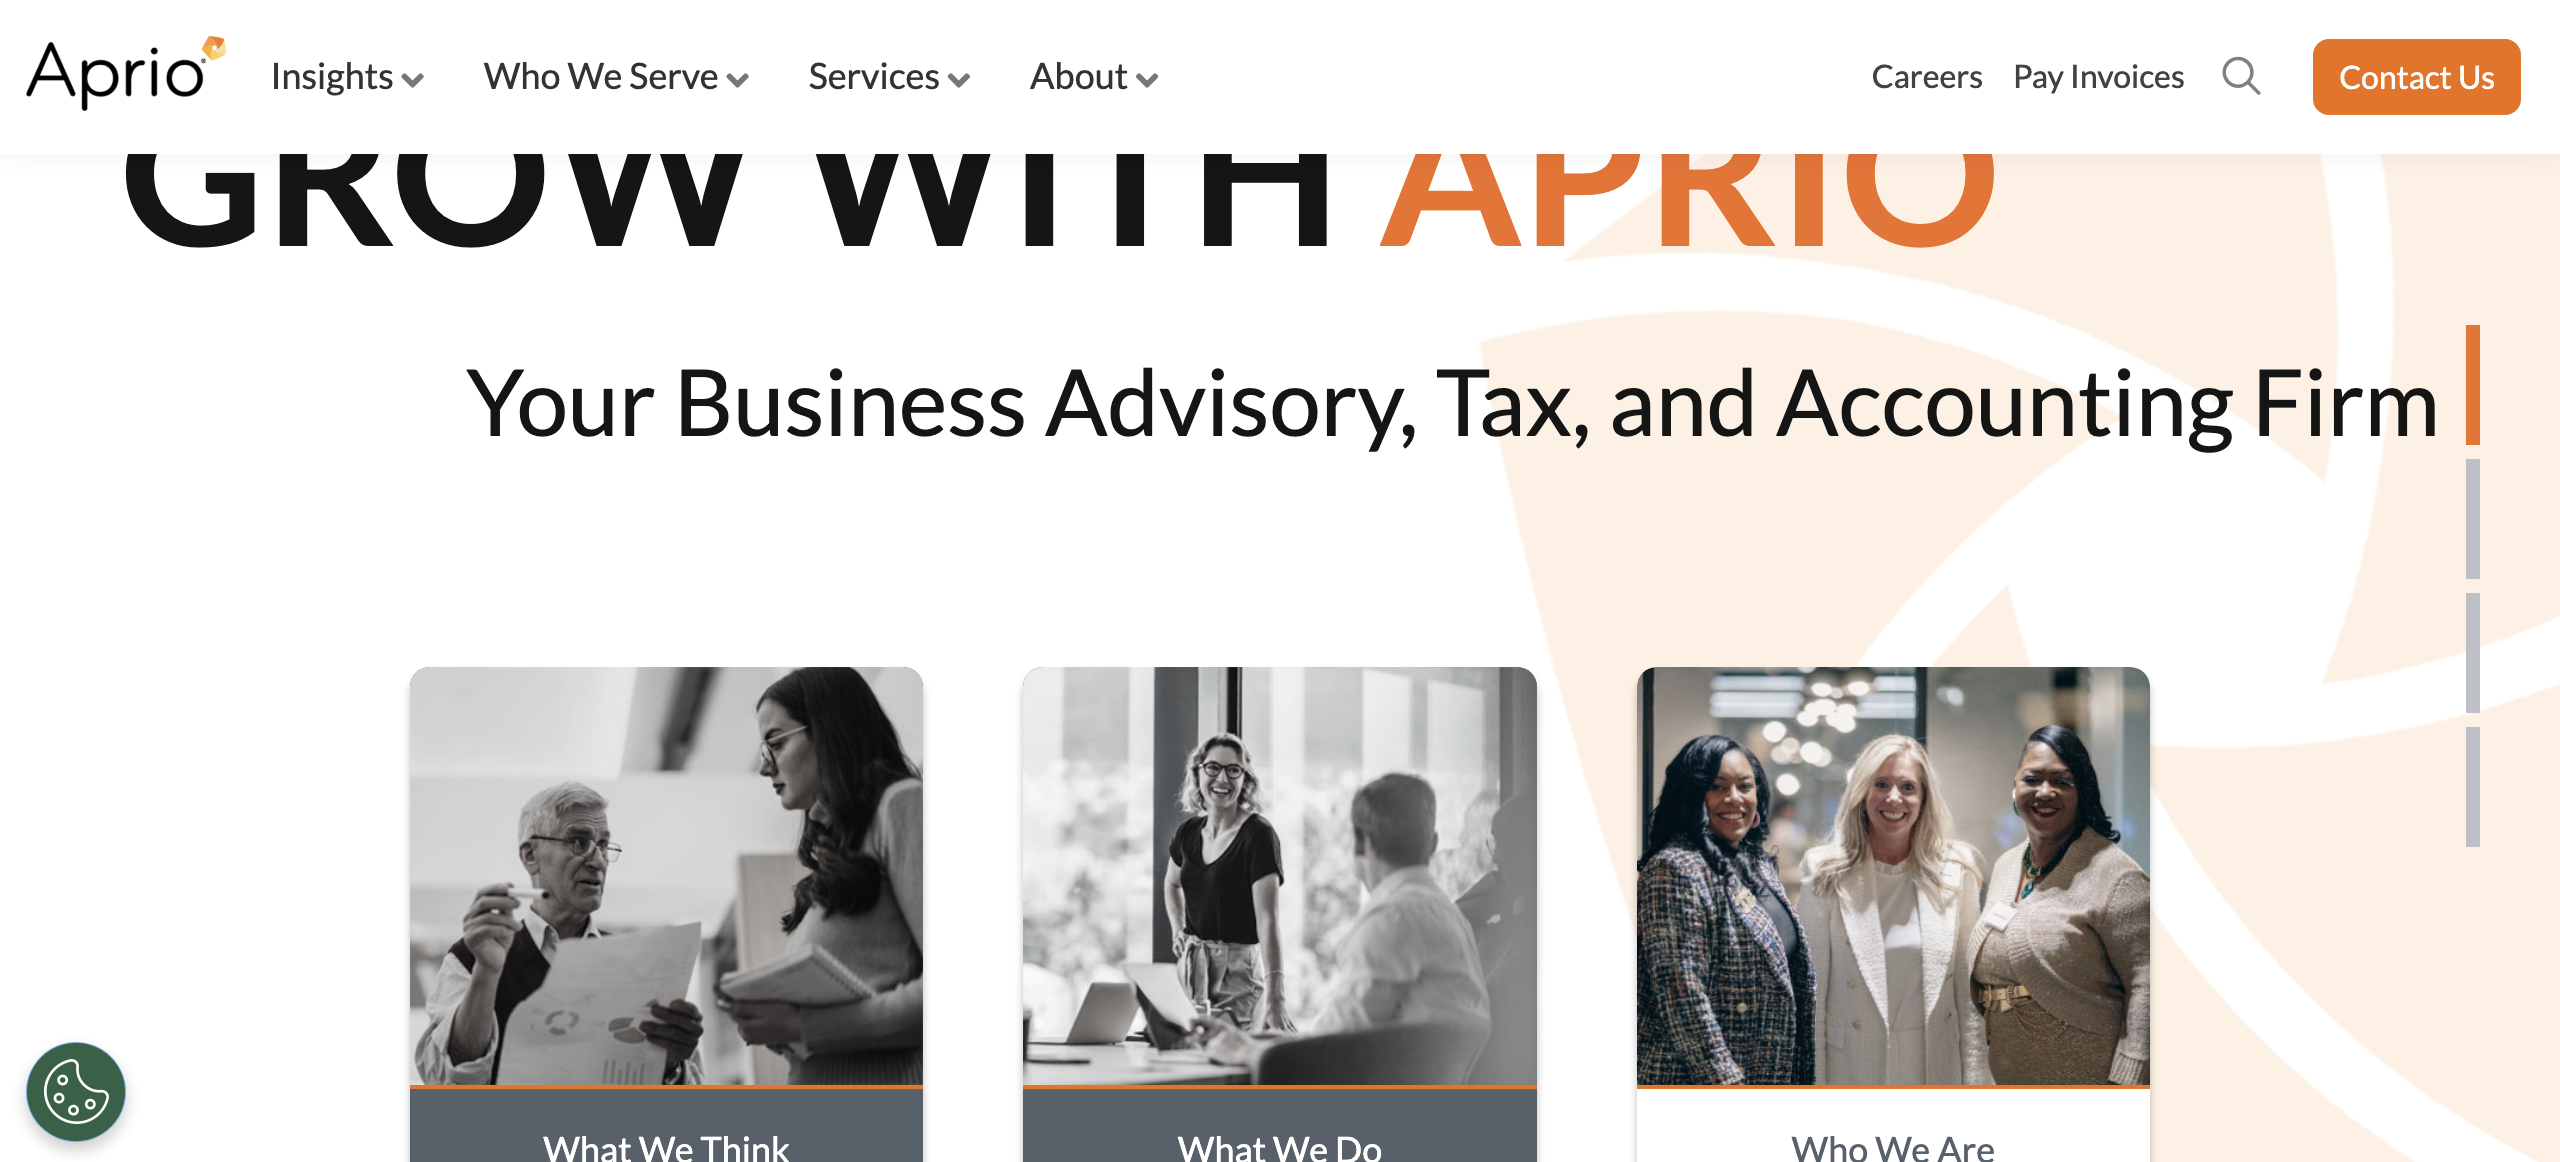 Aprio
Insights
Who We Serve
Services
About
Careers
Pay Invoices
Contact Us
GROW WITH APRIO
Your Business Advisory, Tax, and Accounting Firm
What We Think
What We Do
Who We Are